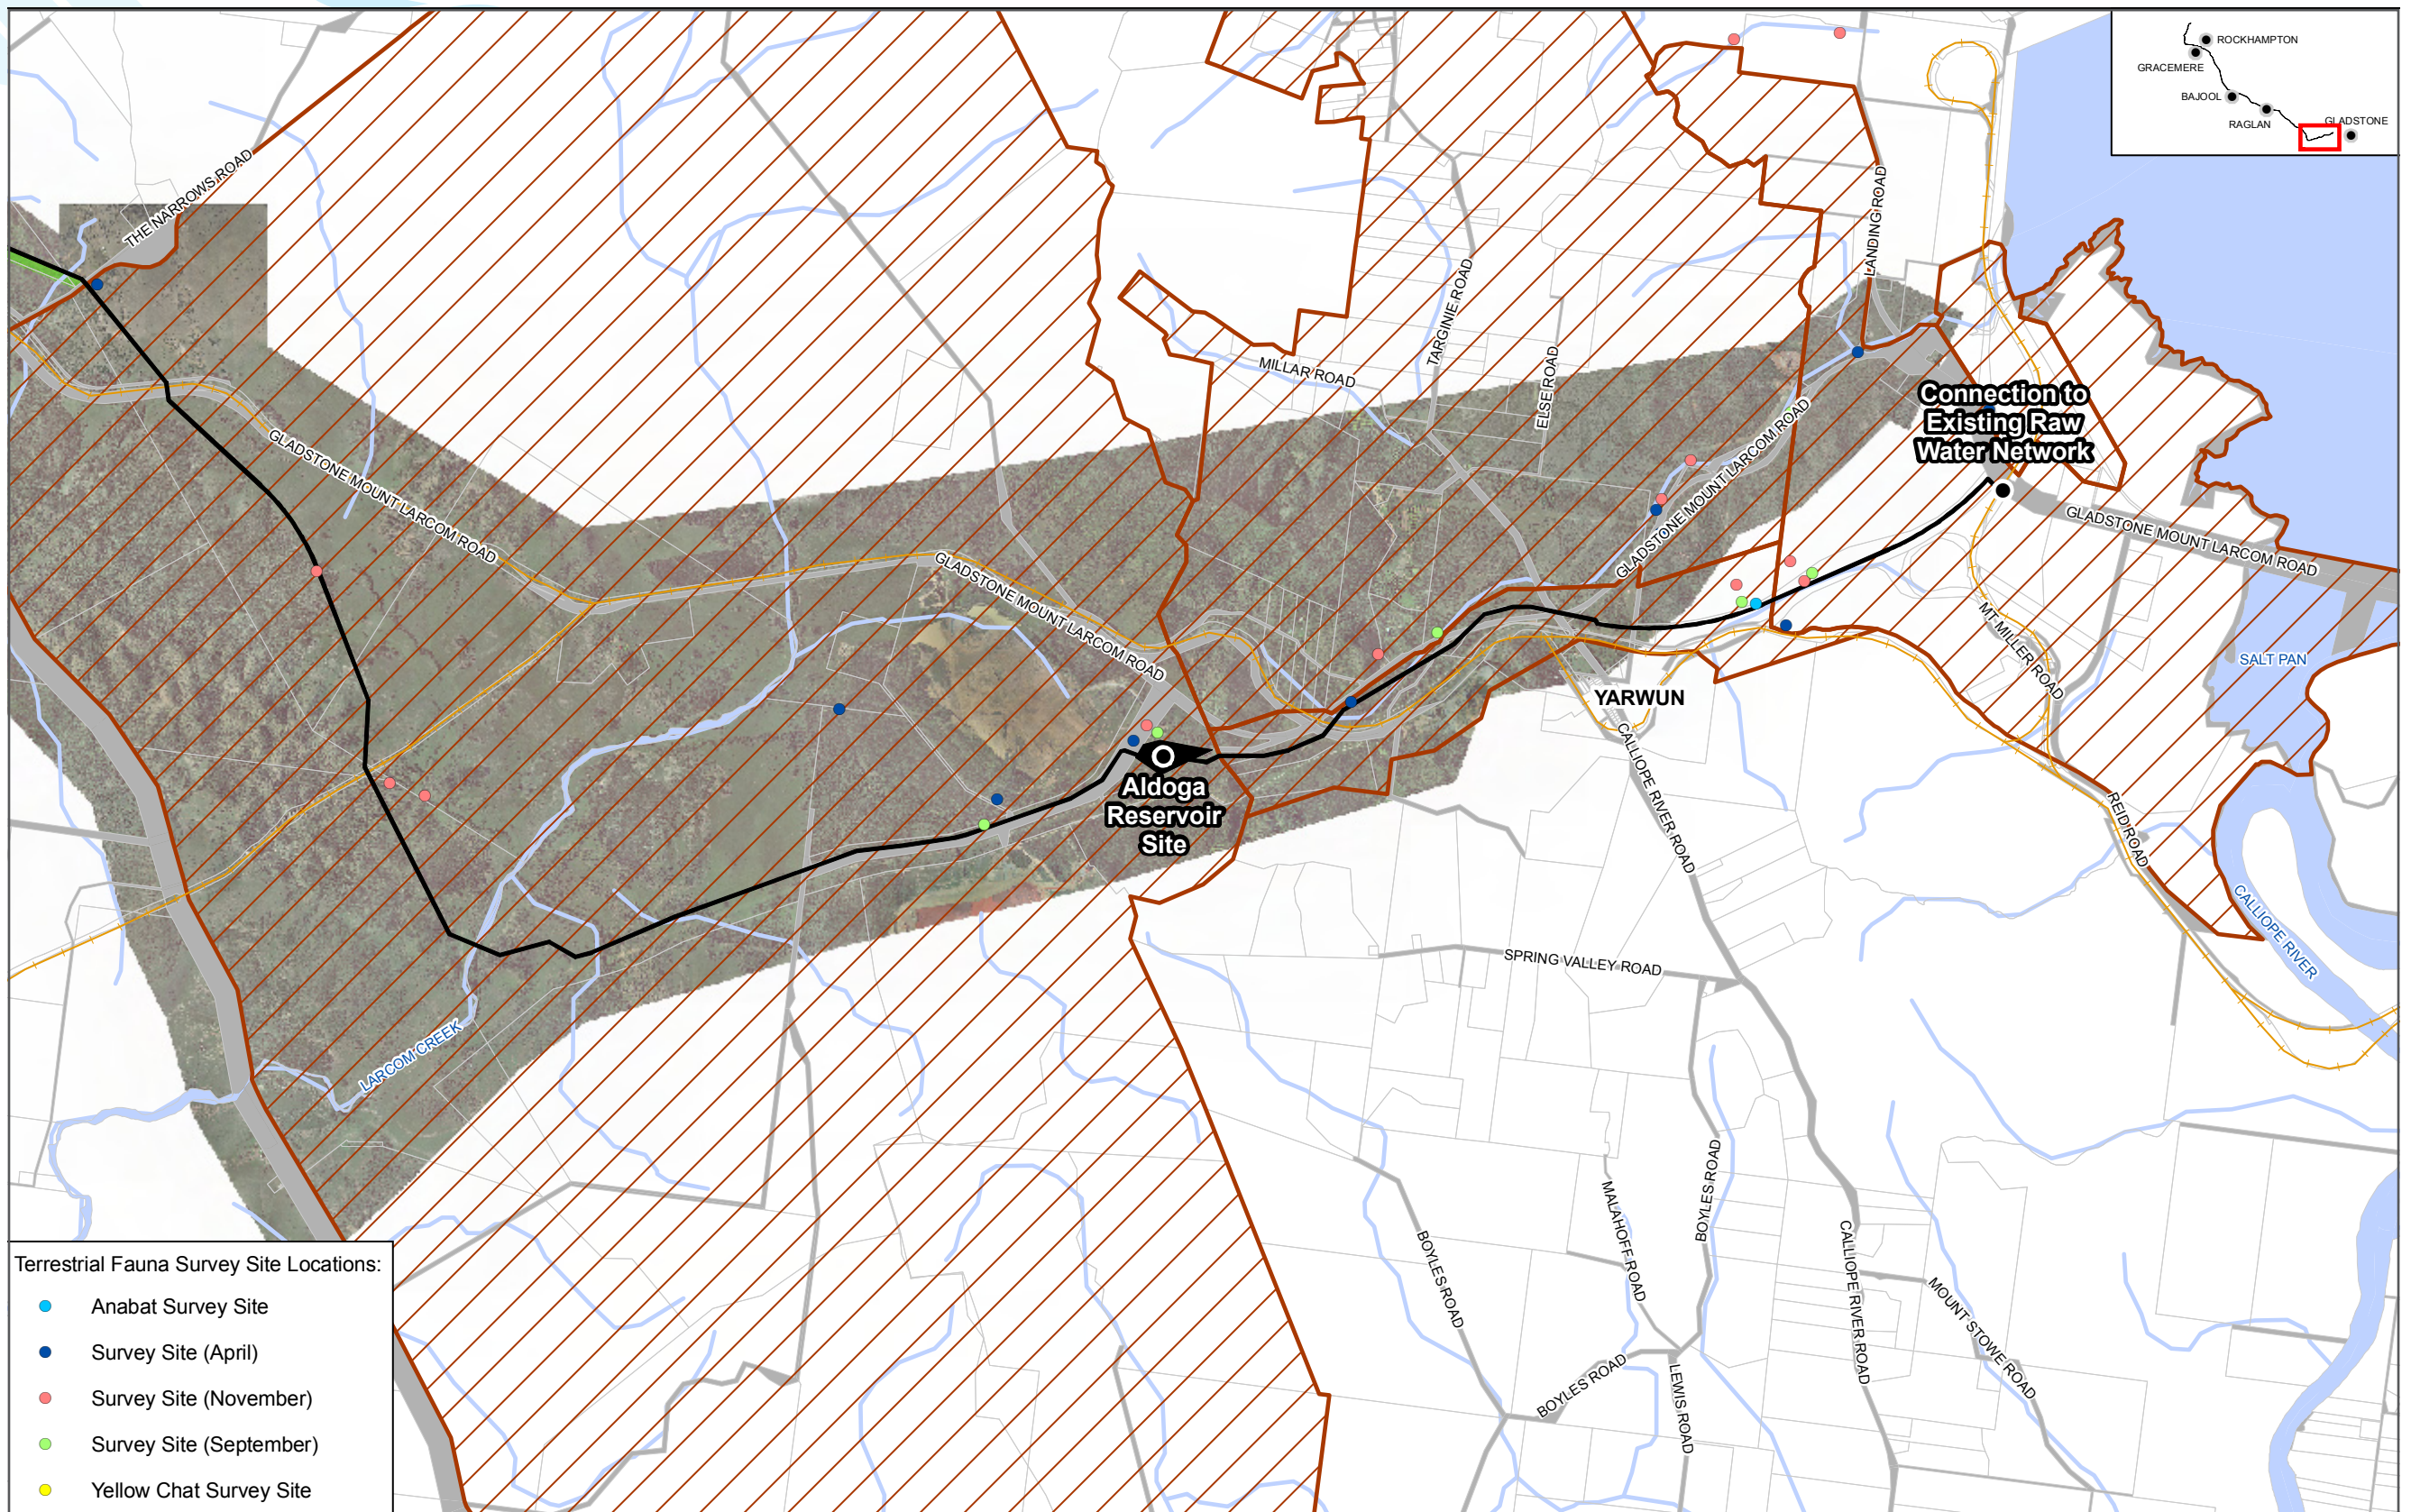 ROCKHAMPTON
GRACEMERE
BAJOOL
RAGLAN
GLADSTONE
THE NARROWS ROAD
LANDING ROAD
TARGINIE ROAD
MILLAR ROAD
ELSE ROAD
Connection to
Existing Raw
Water Network
GLADSTONE MOUNT LARCOM ROAD
GLADSTONE MOUNT LARCOM ROAD
GLADSTONE MOUNT LARCOM ROAD
GLADSTONE MOUNT LARCOM ROAD
MT MILLER ROAD
SALT PAN
YARWUN
Aldoga
Reservoir
Site
CALLIOPE RIVER ROAD
REID ROAD
CALLIOPE RIVER
SPRING VALLEY ROAD
LARCOM CREEK
BOYLES ROAD
MALAHOFF ROAD
BOYLES ROAD
CALLIOPE RIVER ROAD
MOUNT STOWE ROAD
BOYLES ROAD
LEWIS ROAD
Terrestrial Fauna Survey Site Locations:
Anabat Survey Site
Survey Site (April)
Survey Site (November)
Survey Site (September)
Yellow Chat Survey Site